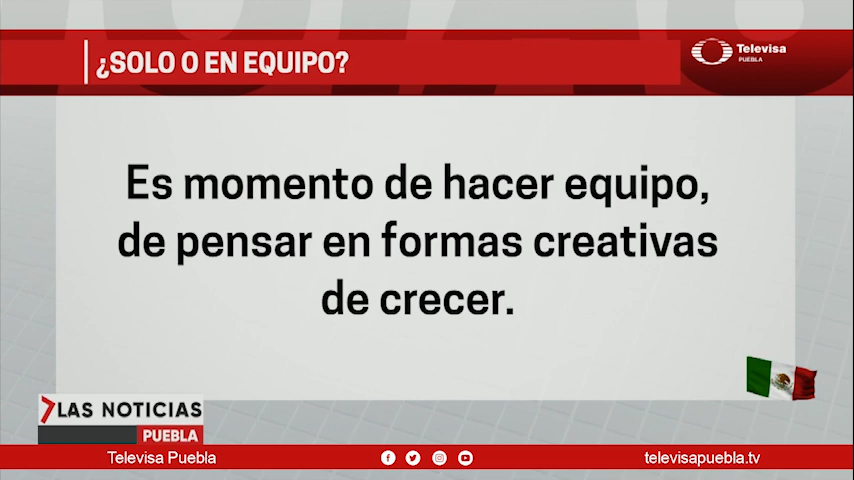 ¿SOLO O EN EQUIPO?
Televisa
PUEBLA
Es momento de hacer equipo,
de pensar en formas creativas
de crecer.
LAS NOTICIAS
PUEBLA
Televisa Puebla
televisapuebla.tv